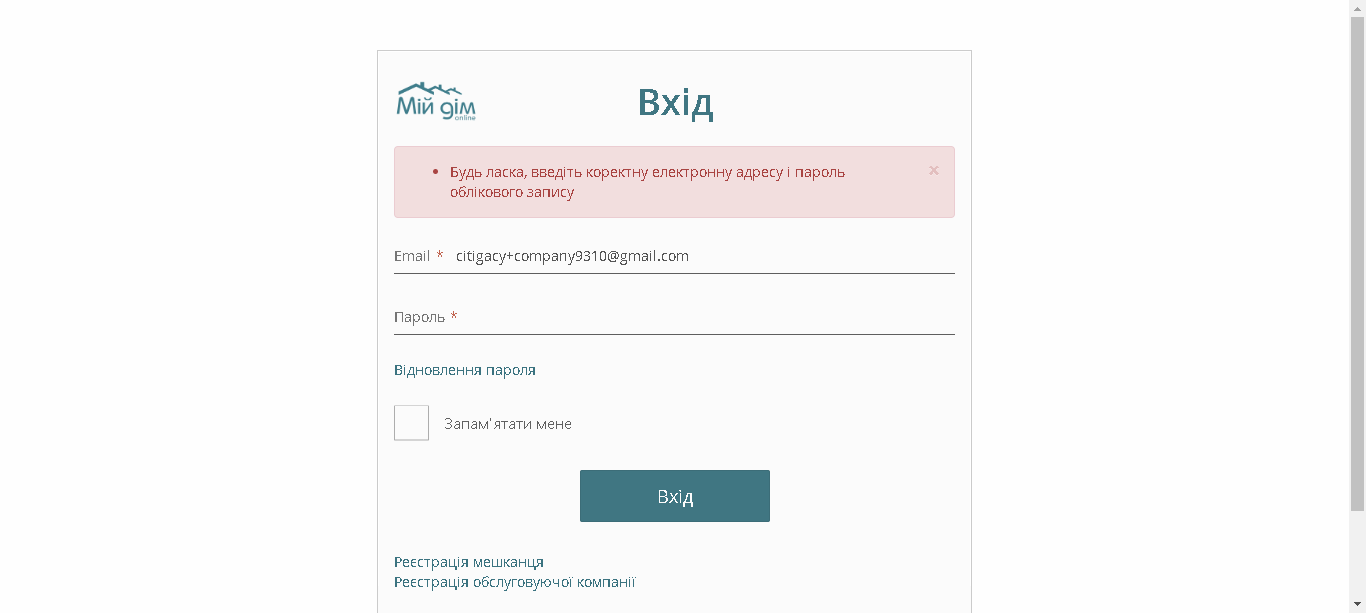 Мій дім
online
Вхід
Будь ласка, введіть коректну електронну адресу і пароль
облікового запису
×
Email * citigacy+company9310@gmail.com
Пароль *
Відновлення пароля
Запам'ятати мене
Вхід
Реєстрація мешканця
Реєстрація обслуговуючої компанії